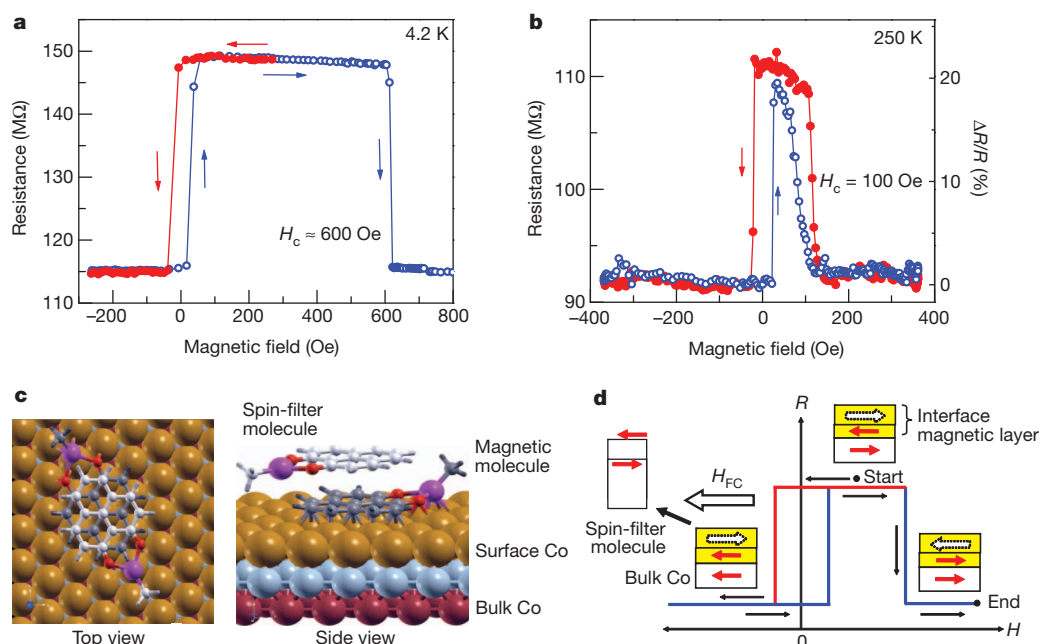 a
4.2 K
150
140
130
120
110
Resistance (MΩ)
Hc ≈ 600 Oe
–200
0
200
400
600
800
Magnetic field (Oe)
b
250 K
110
100
90
Resistance (MΩ)
20
10
0
ΔR/R (%)
Hc = 100 Oe
–400
–200
0
200
400
Magnetic field (Oe)
c
Spin-filter
molecule
Magnetic molecule
Surface Co
Bulk Co
Top view
Side view
d
R
Interface
magnetic layer
Start
HFC
Spin-filter
molecule
Bulk Co
End
0
H